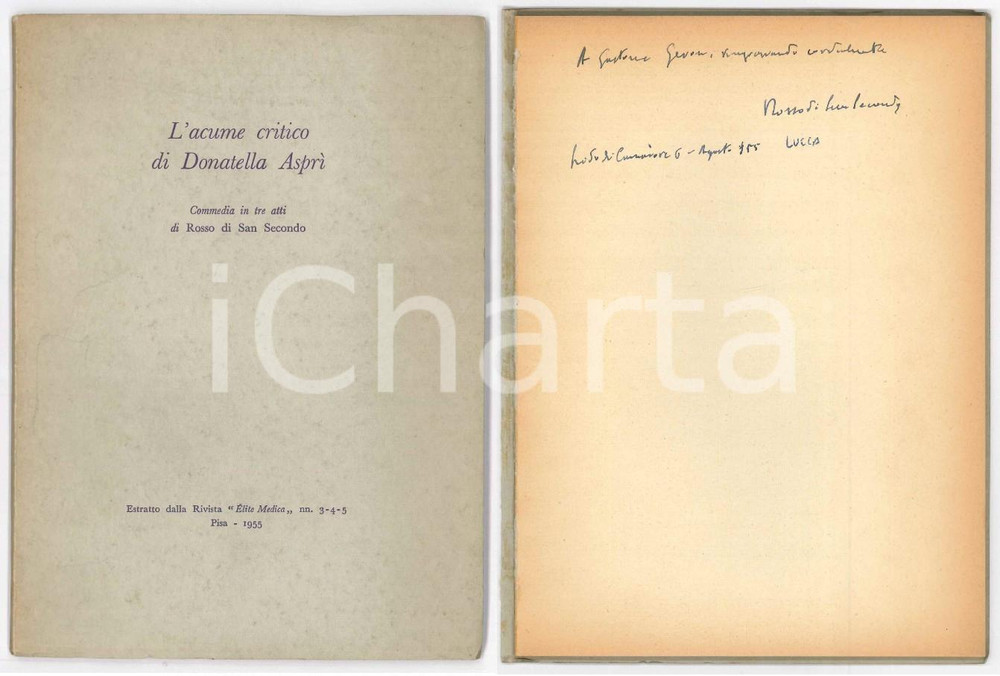 L'acume critico
di Donatella Asprì
Commedia in tre atti
di Rosso di San Secondo
Estratto dalla Rivista “Élite Medica„ nn. 3-4-5
Pisa - 1955
A Gastone Geron, ringraziando cordialmente
Rosso di San Secondo
Lido di Camaiore 6 - Agosto 955 LUCCA
iCharta